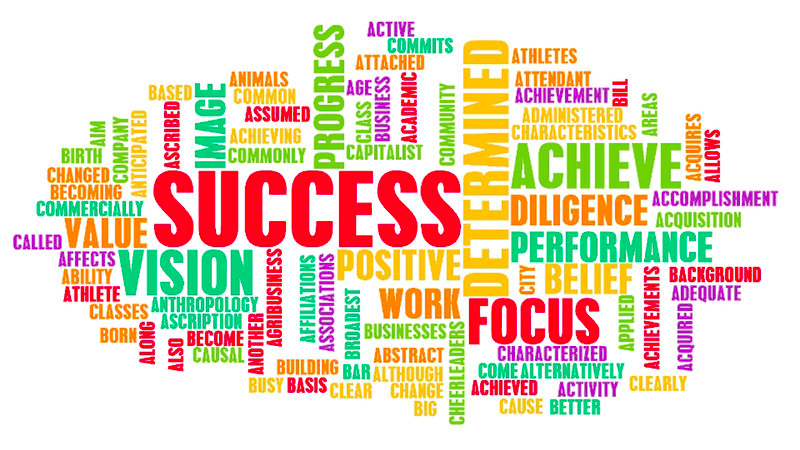 ACTIVE
COMMITS
ATTACHED
PROGRESS
AGE
CLASS
BUSINESS
ACADEMIC
CAPITALIST
COMMUNITY
DETERMINED
ATHLETES
ATTENDANT
ACHIEVEMENT
BILL
ADMINISTERED
CHARACTERISTICS
AREAS
ACQUIRES
ALLOWS
BASED
IMAGE
ANIMALS
COMMON
ASSUMED
ACHIEVING
COMMONLY
ASCRIBED
ANTICIPATED
COMPANY
AIM
BIRTH
CHANGED
BECOMING
COMMERCIALLY
CALLED
VALUE
SUCCESS
ACHIEVE
DILIGENCE
ACCOMPLISHMENT
ACQUISITION
PERFORMANCE
AFFECTS
ABILITY
ATHLETE
CLASSES
BORN
VISION
ANTHROPOLOGY
ASCRIPTION
ALONG
ALSO
BECOME
CAUSAL
ANOTHER
AGRIBUSINESS
AFFILIATIONS
ASSOCIATIONS
POSITIVE
BROADEST
WORK
BUSINESSES
CITY
BELIEF
BACKGROUND
ADEQUATE
FOCUS
APPLIED
ACHIEVEMENTS
ACQUIRED
BUILDING
BUSY
BASIS
BAR
CLEAR
ABSTRACT
ALTHOUGH
CHANGE
BIG
CHEERLEADERS
CHARACTERIZED
COME
ALTERNATIVELY
ACHIEVED
ACTIVITY
CLEARLY
CAUSE
BETTER